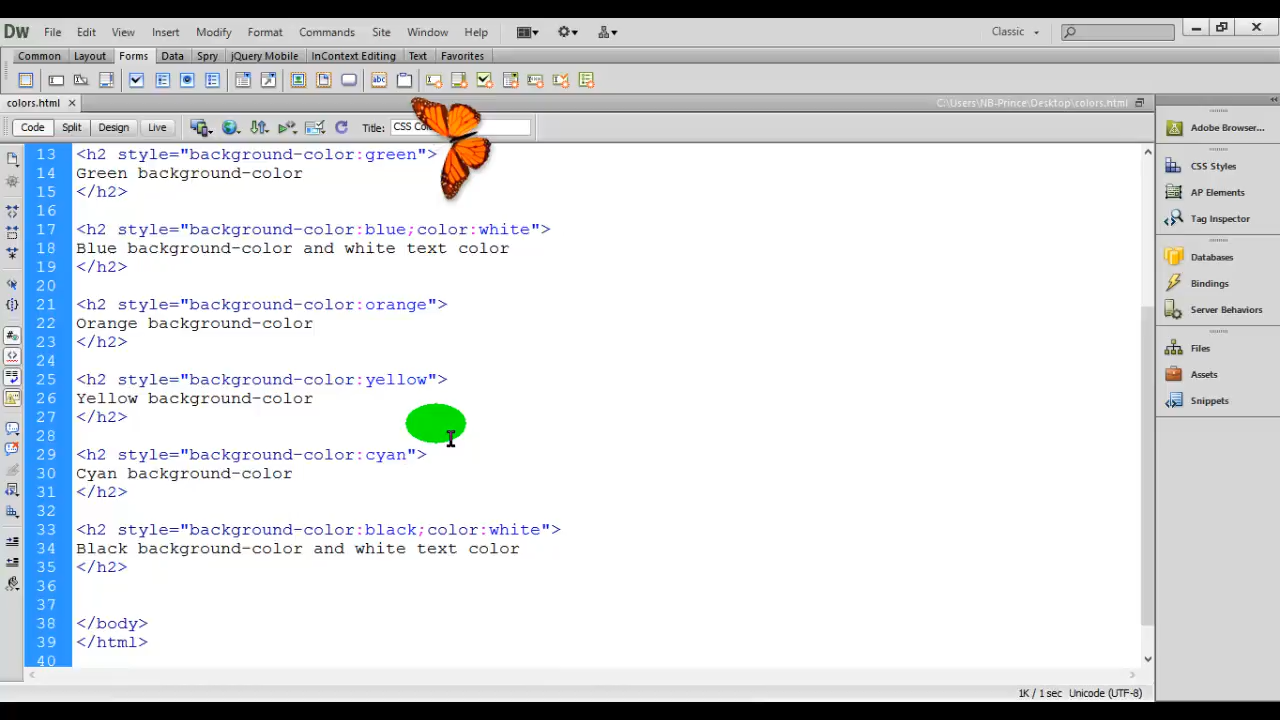 Dw File Edit View Insert Modify Format Commands Site Window Help Classic
Common Layout Forms Data Spry jQuery Mobile InContext Editing Text Favorites
abc
colors.html C:\Users\NB-Prince.Desktop\colors.html
Code Split Design Live Title: CSS
13 <h2 style="background-color:green">
14 Green background-color
15 </h2>
16
17 <h2 style="background-color:blue;color:white">
18 Blue background-color and white text color
19 </h2>
20
21 <h2 style="background-color:orange">
22 Orange background-color
23 </h2>
24
25 <h2 style="background-color:yellow">
26 Yellow background-color
27 </h2>
28
29 <h2 style="background-color:cyan">
30 Cyan background-color
31 </h2>
32
33 <h2 style="background-color:black;color:white">
34 Black background-color and white text color
35 </h2>
36
37
38 </body>
39 </html>
40
1K / 1 sec Unicode (UTF-8)
Adobe Browser...
CSS Styles
AP Elements
Tag Inspector
Databases
Bindings
Server Behaviors
Files
Assets
Snippets